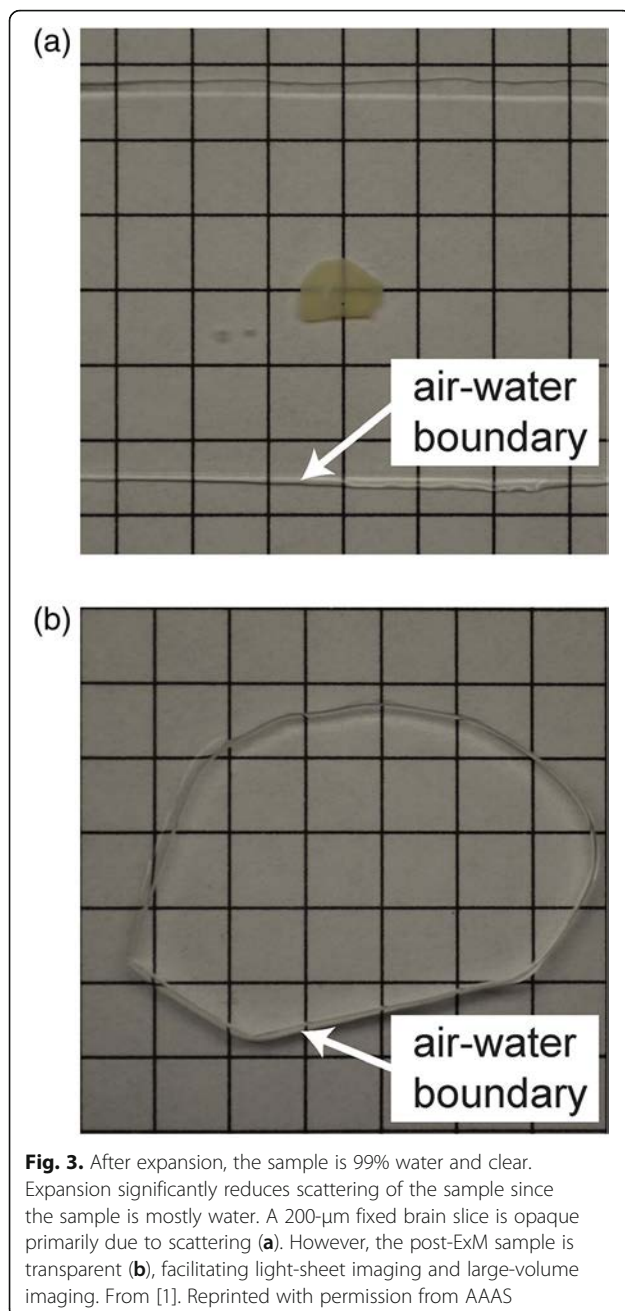 (a)
air-water
boundary
(b)
air-water
boundary
Fig. 3. After expansion, the sample is 99% water and clear.
Expansion significantly reduces scattering of the sample since
the sample is mostly water. A 200-μm fixed brain slice is opaque
primarily due to scattering (a). However, the post-ExM sample is
transparent (b), facilitating light-sheet imaging and large-volume
imaging. From [1]. Reprinted with permission from AAAS